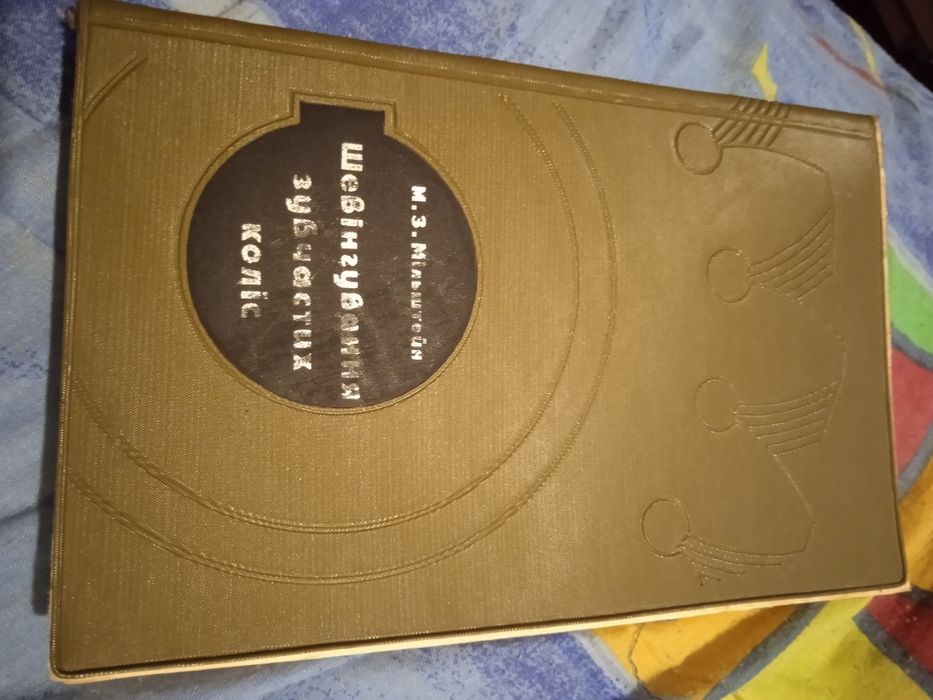 М. З. Мільштейн
Шевінгування
зубчастих
коліс